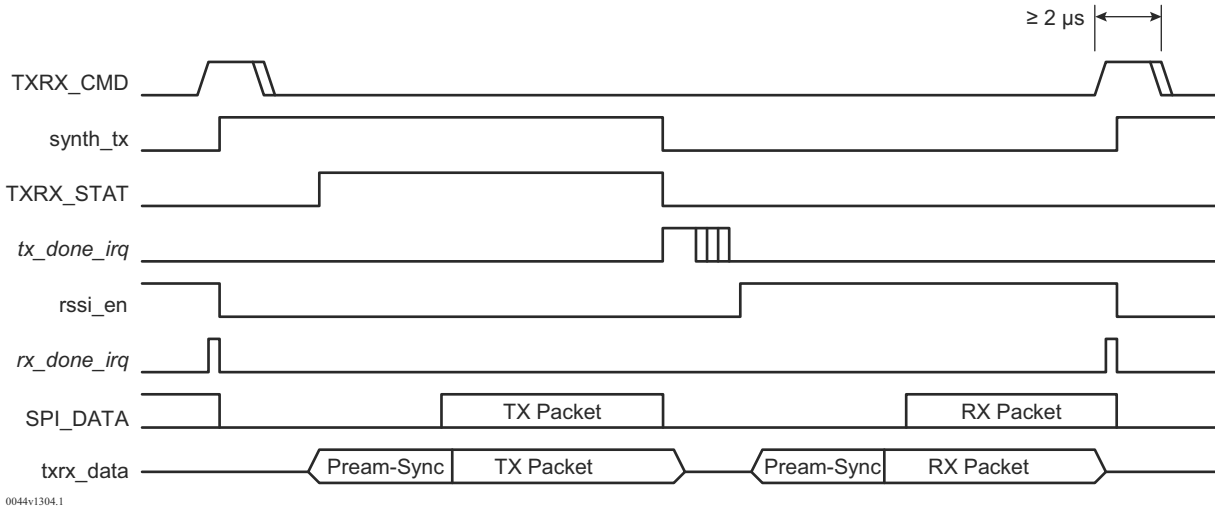 ≥ 2 µs
TXRX_CMD
synth_tx
TXRX_STAT
tx_done_irq
rssi_en
rx_done_irq
SPI_DATA TX Packet RX Packet
txrx_data Pream-Sync TX Packet Pream-Sync RX Packet
0044v1304.1